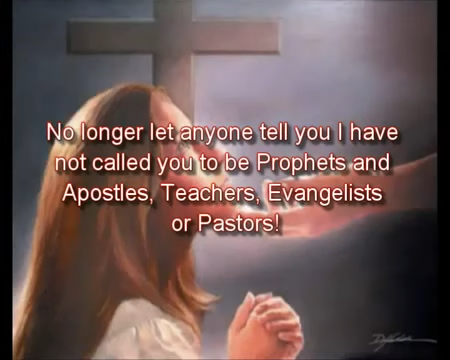 No longer let anyone tell you I have
not called you to be Prophets and
Apostles, Teachers, Evangelists
or Pastors!